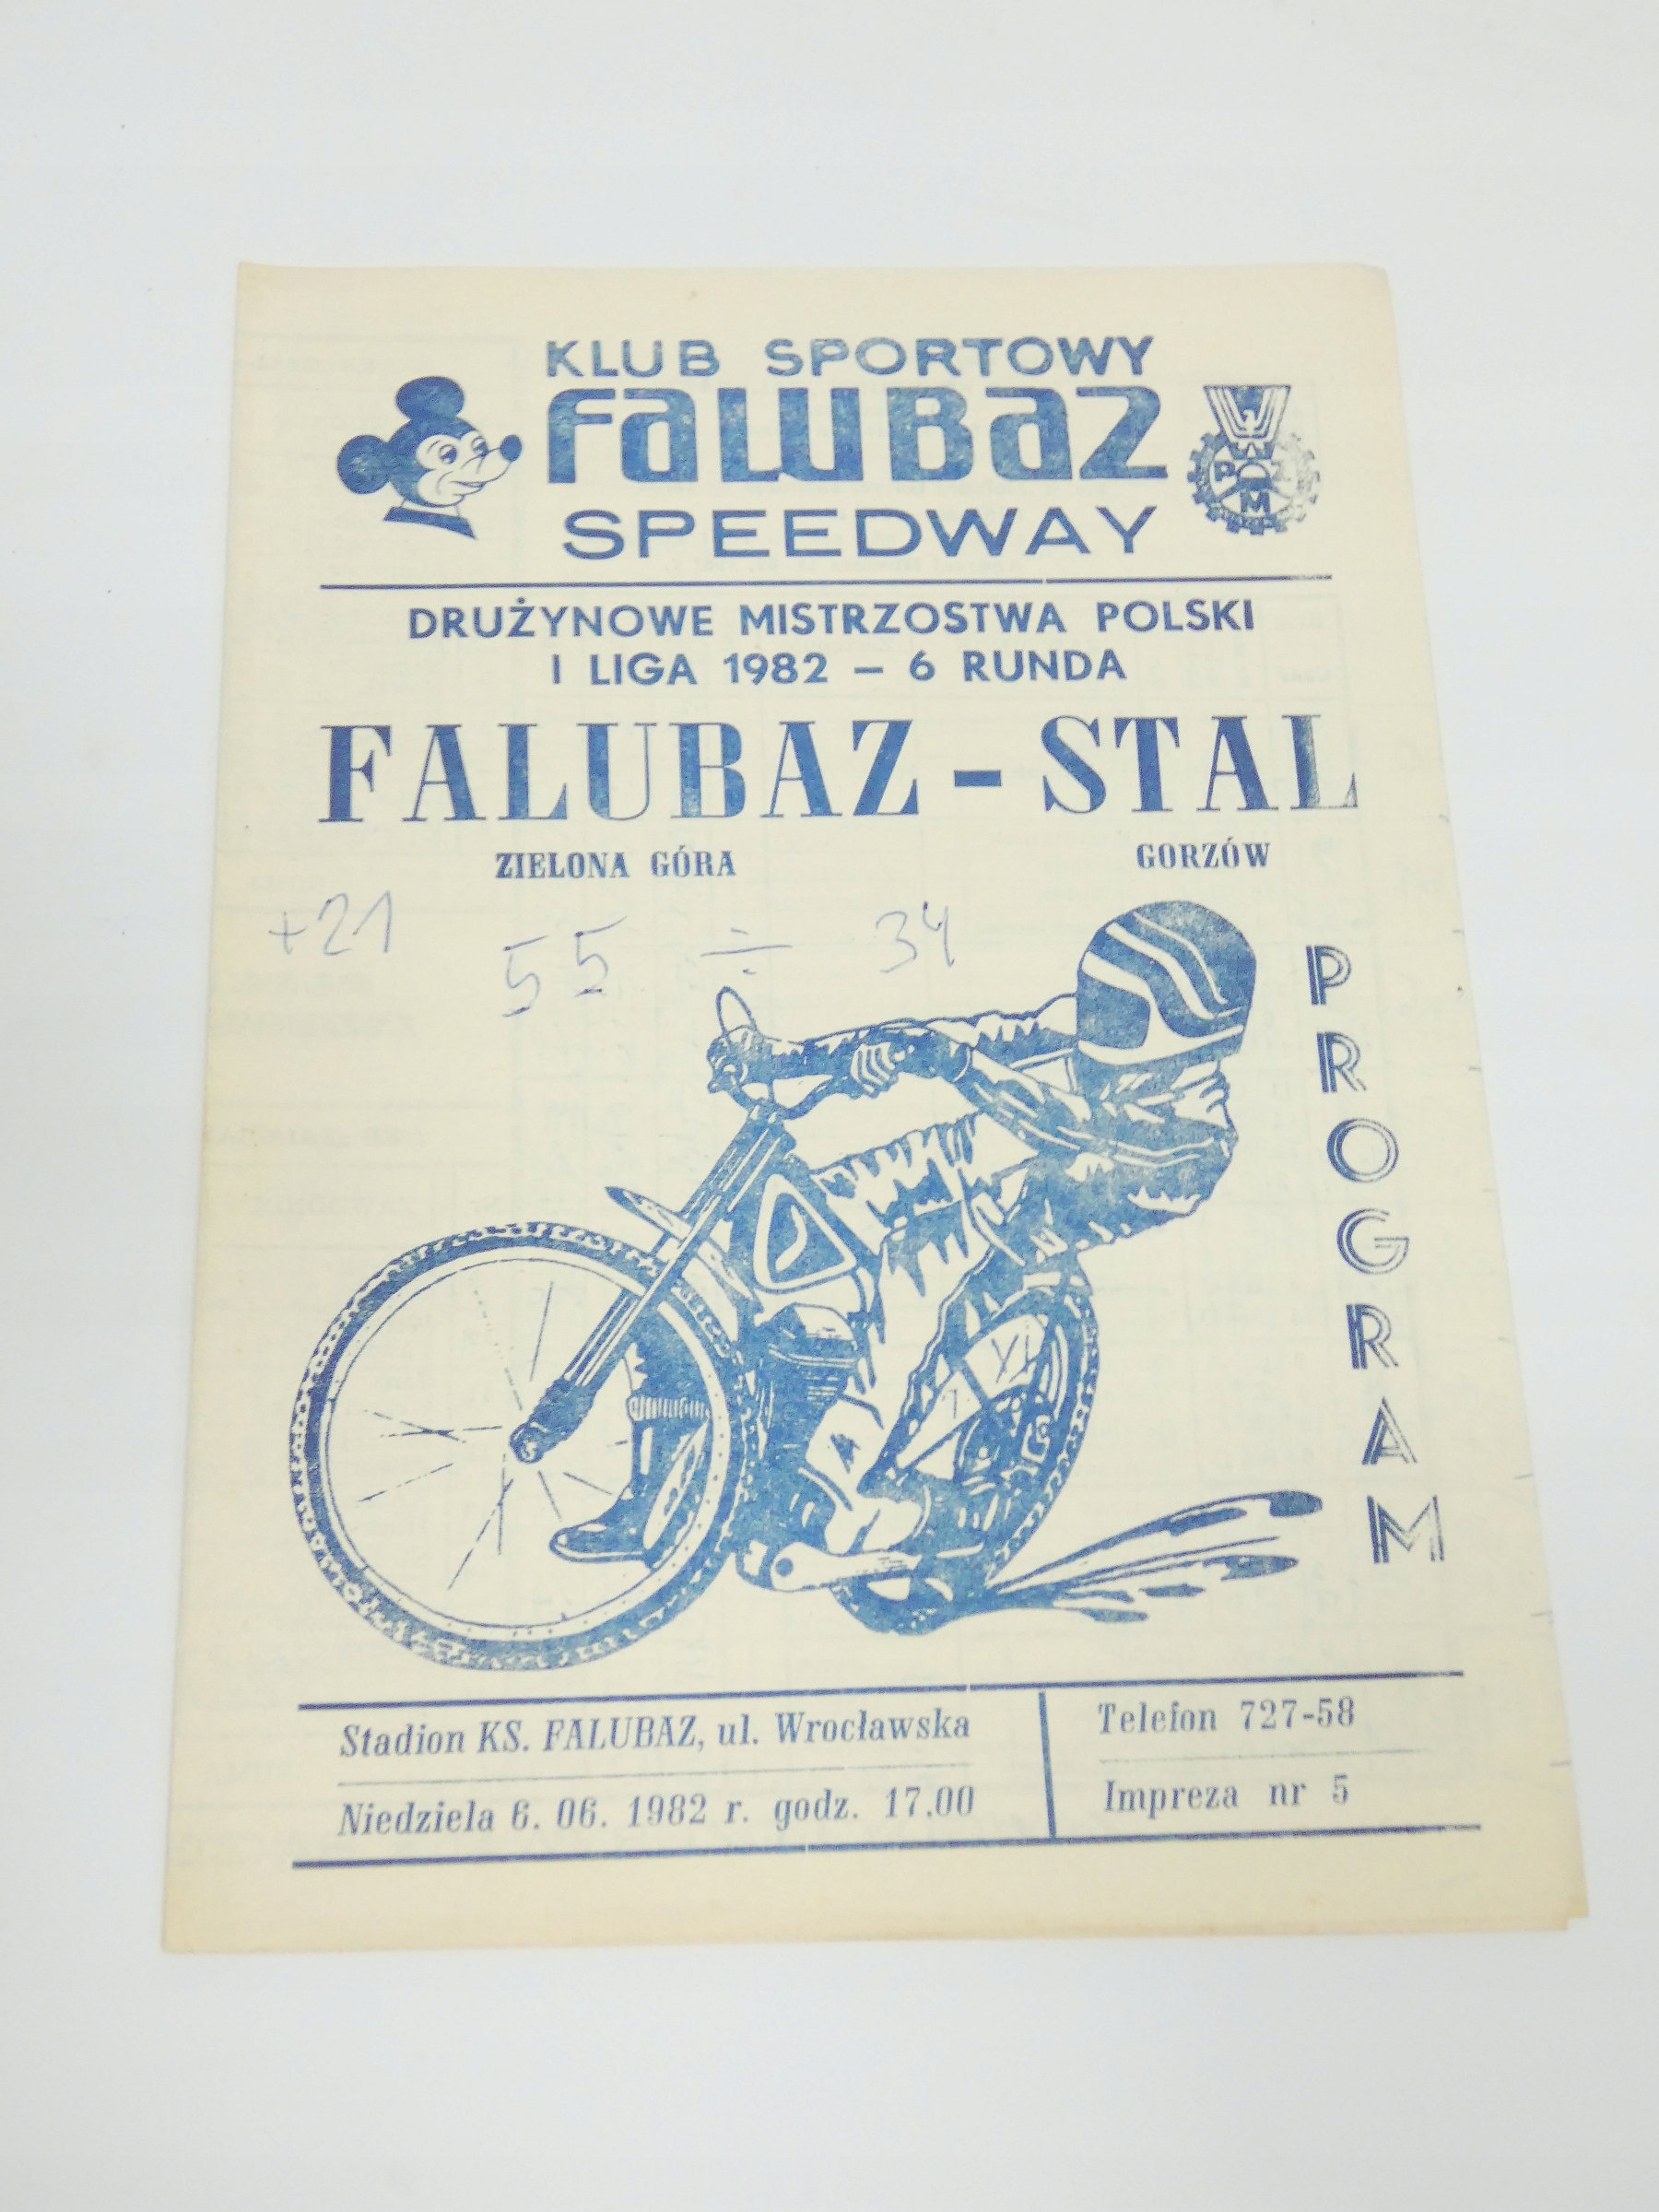 KLUB SPORTOWY
FALUBAZ
SPEEDWAY
PZM
DRUŻYNOWE MISTRZOSTWA POLSKI
I LIGA 1982 – 6 RUNDA
FALUBAZ - STAL
ZIELONA GÓRA GORZÓW
+21 55 ÷ 34
PROGRAM
Stadion KS. FALUBAZ, ul. Wrocławska
Niedziela 6. 06. 1982 r. godz. 17.00
Telefon 727-58
Impreza nr 5